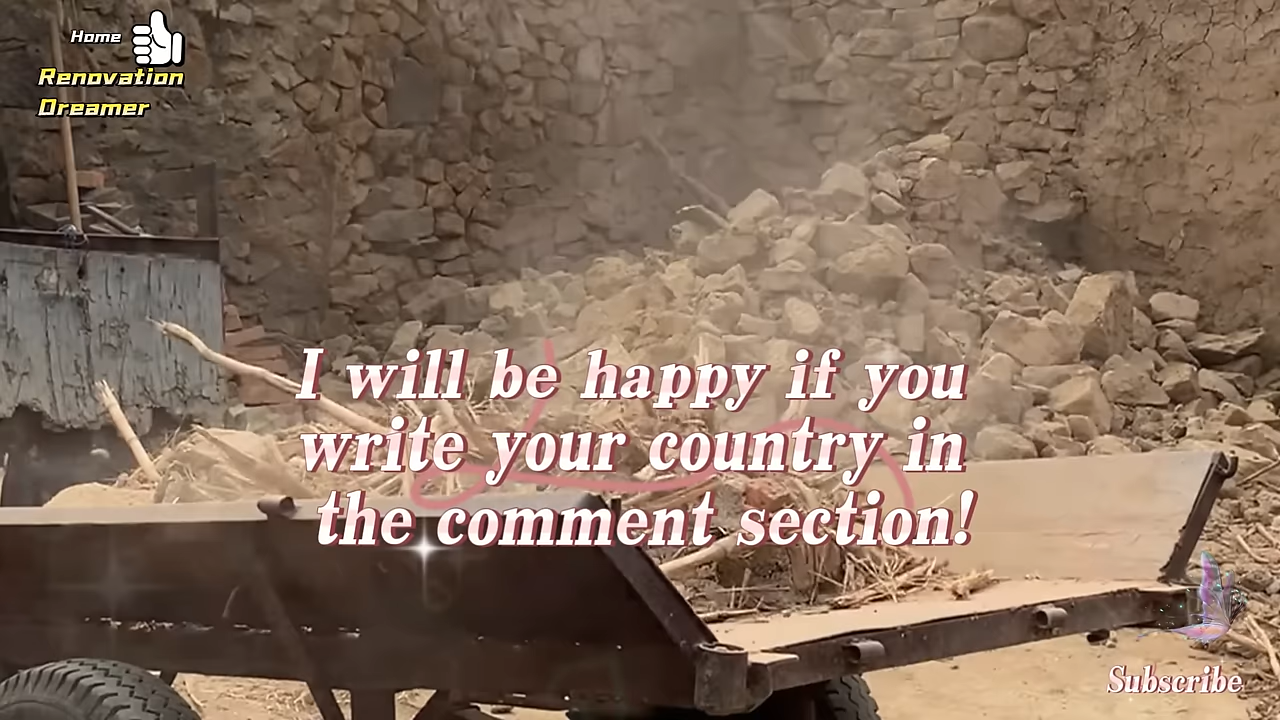 Home
Renovation
Dreamer
I will be happy if you
write your country in
the comment section!
Subscribe